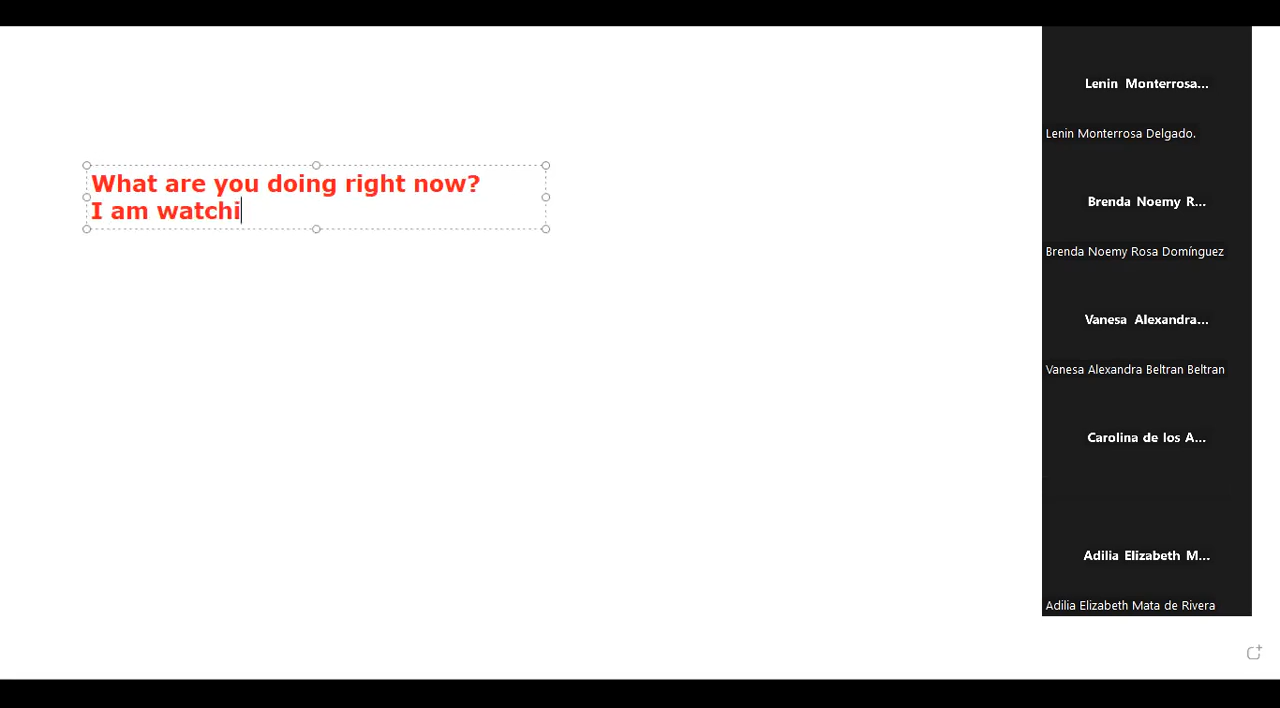 What are you doing right now?
I am watchi
Lenin Monterrosa...
Lenin Monterrosa Delgado.
Brenda Noemy R...
Brenda Noemy Rosa Domínguez
Vanesa Alexandra...
Vanesa Alexandra Beltran Beltran
Carolina de los A...
Adilia Elizabeth M...
Adilia Elizabeth Mata de Rivera